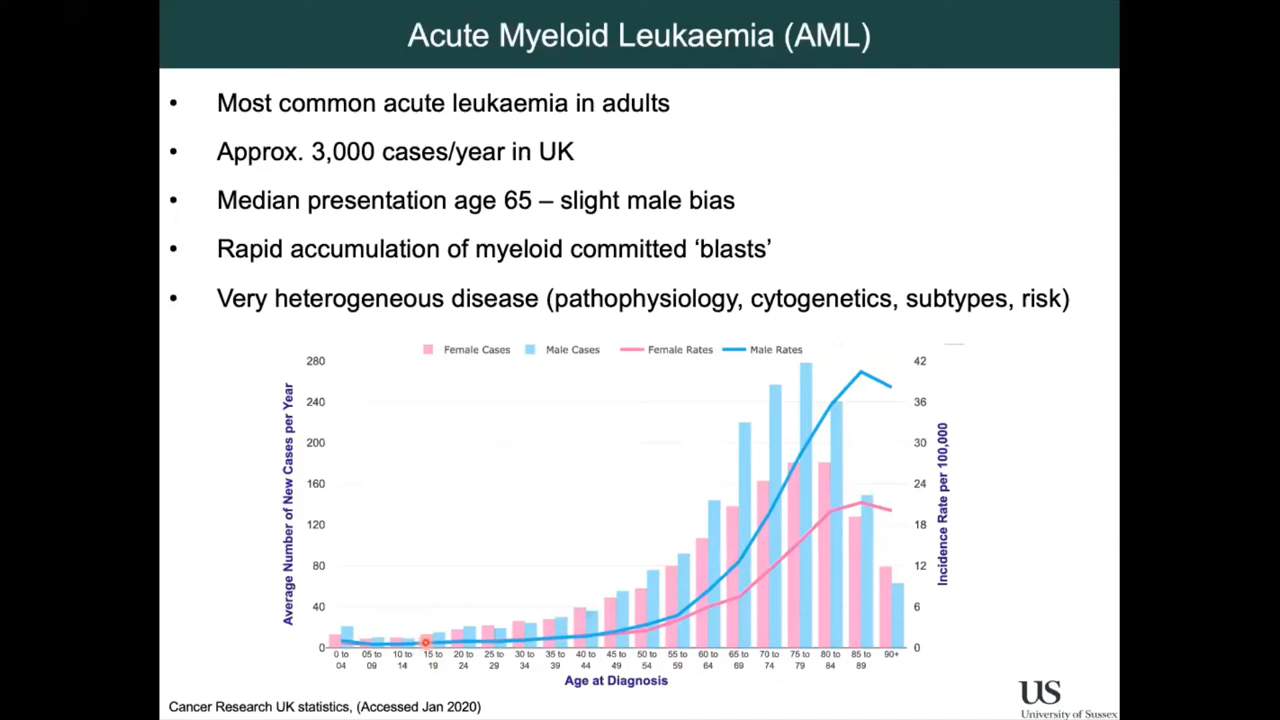 Acute Myeloid Leukaemia (AML)
• Most common acute leukaemia in adults
• Approx. 3,000 cases/year in UK
• Median presentation age 65 – slight male bias
• Rapid accumulation of myeloid committed ‘blasts’
• Very heterogeneous disease (pathophysiology, cytogenetics, subtypes, risk)
Female Cases Male Cases Female Rates Male Rates
Average Number of New Cases per Year
280
240
200
160
120
80
40
0
42
36
30
24
18
12
6
0
Incidence Rate per 100,000
0 to 05 to 10 to 15 to 20 to 25 to 30 to 35 to 40 to 45 to 50 to 55 to 60 to 65 to 70 to 75 to 80 to 85 to 90+
04 09 14 19 24 29 34 39 44 49 54 59 64 69 74 79 84 89
Age at Diagnosis
Cancer Research UK statistics, (Accessed Jan 2020)
US
University of Sussex